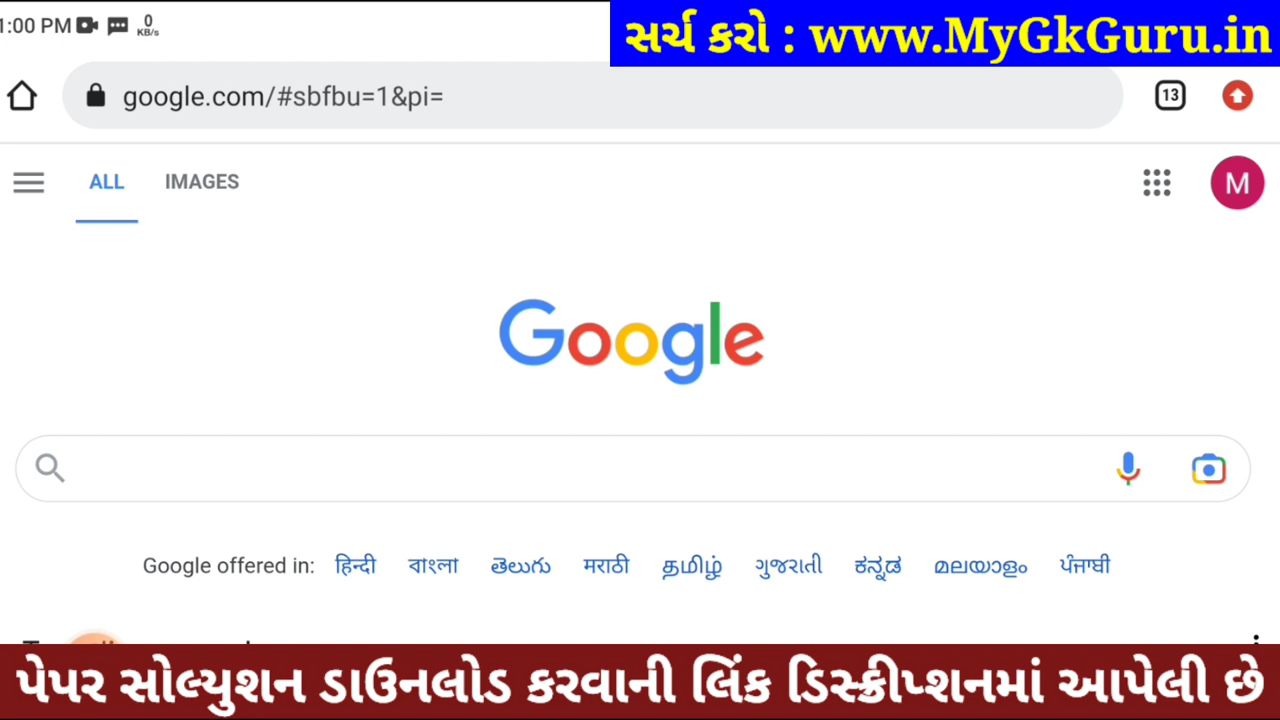 1:00 PM 0 KB/s
સર્ચ કરો : www.MyGkGuru.in
google.com/#sbfbu=1&pi=
13
ALL IMAGES
M
Google
Google offered in: हिन्दी বাংলা తెలుగు मराठी தமிழ் ગુજરાતી ಕನ್ನಡ മലയാളം ਪੰਜਾਬੀ
પેપર સોલ્યુશન ડાઉનલોડ કરવાની લિંક ડિસ્ક્રીપ્શનમાં આપેલી છે